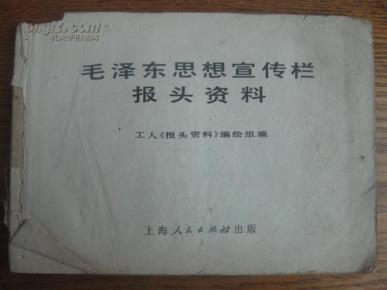 毛泽东思想宣传栏
报头资料
工人《报头资料》编绘组编
上海人民出版社出版